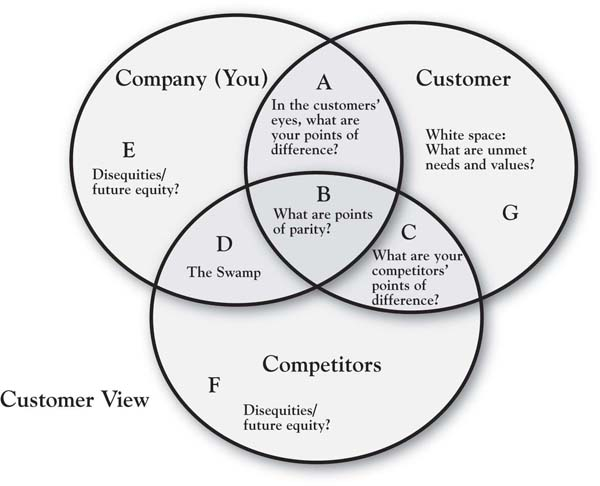 Company (You)
A
In the customers'
eyes, what are
your points of
difference?
Customer
White space:
What are unmet
needs and values?
G
E
Disequities/
future equity?
B
What are points
of parity?
D
The Swamp
C
What are your
competitors'
points of
difference?
Competitors
F
Disequities/
future equity?
Customer View